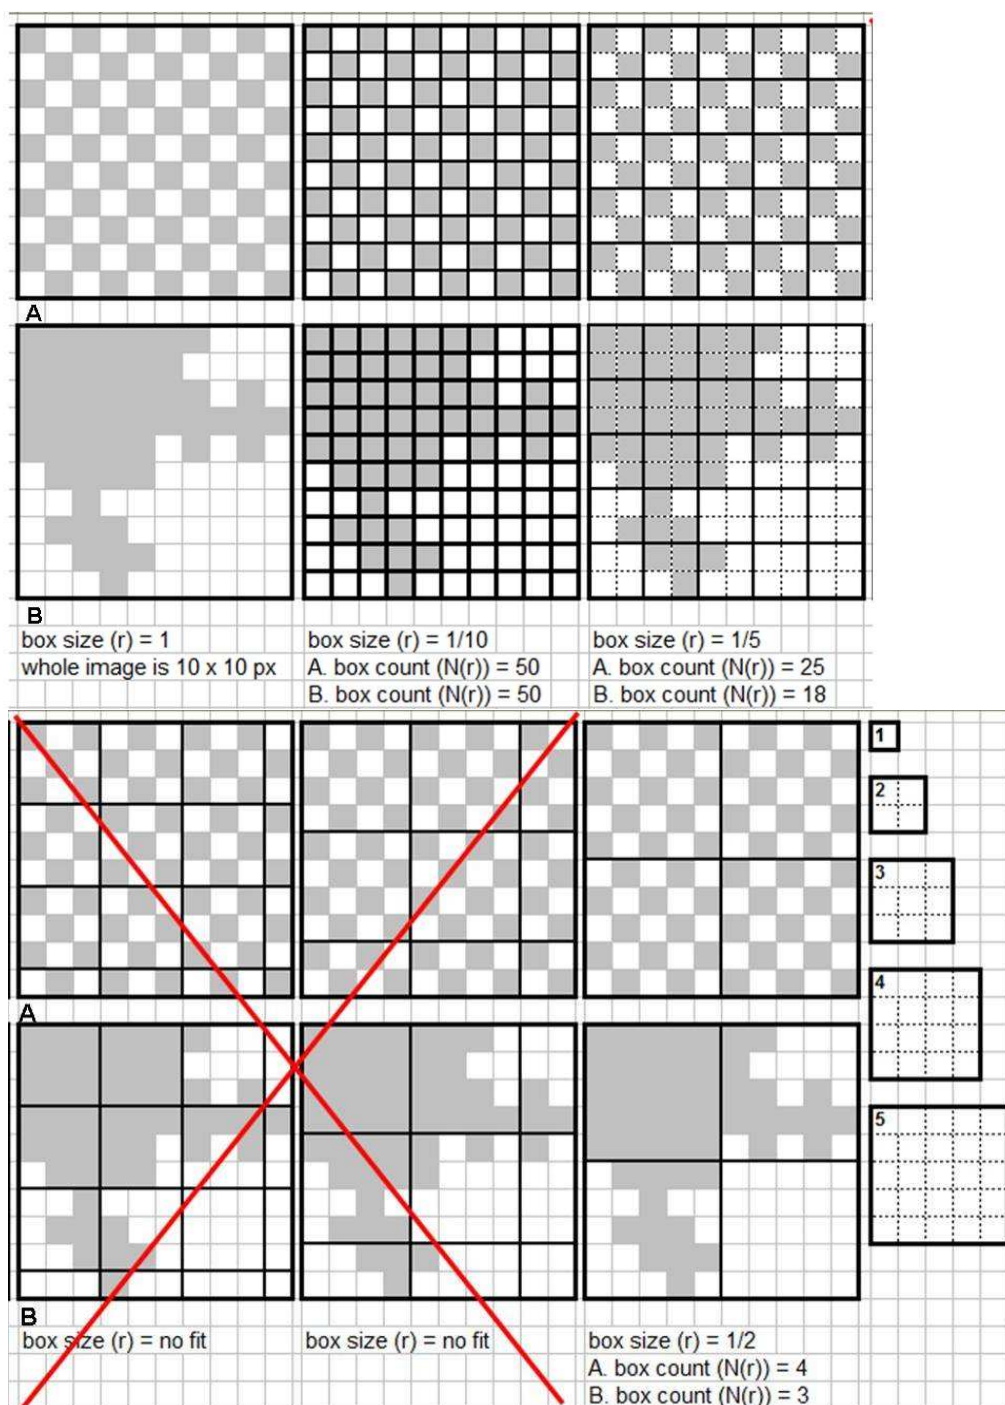 A
B
box size (r) = 1
whole image is 10 x 10 px
box size (r) = 1/10
A. box count (N(r)) = 50
B. box count (N(r)) = 50
box size (r) = 1/5
A. box count (N(r)) = 25
B. box count (N(r)) = 18
1
2
3
4
5
A
B
box size (r) = no fit
box size (r) = no fit
box size (r) = 1/2
A. box count (N(r)) = 4
B. box count (N(r)) = 3